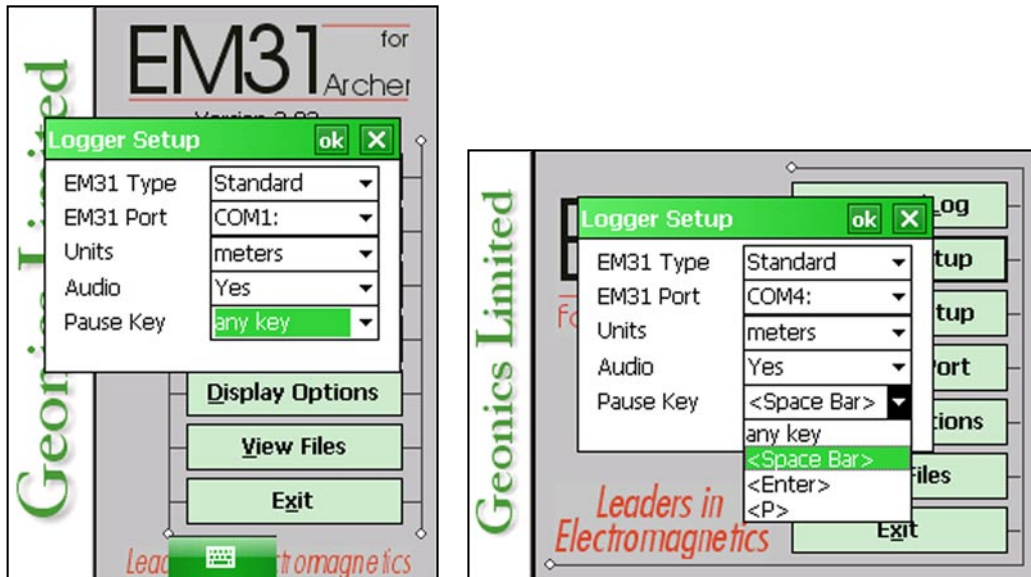 EM31
for
Archer
Logger Setup
ok
EM31 Type
Standard
EM31 Port
COM1:
Units
meters
Audio
Yes
Pause Key
any key
Display Options
View Files
Exit
Geonics Limited
Logger Setup
ok
EM31 Type
Standard
EM31 Port
COM4:
Units
meters
Audio
Yes
Pause Key
<Space Bar>
any key
<Space Bar>
<Enter>
<P>
Exit
Leaders in
Electromagnetics